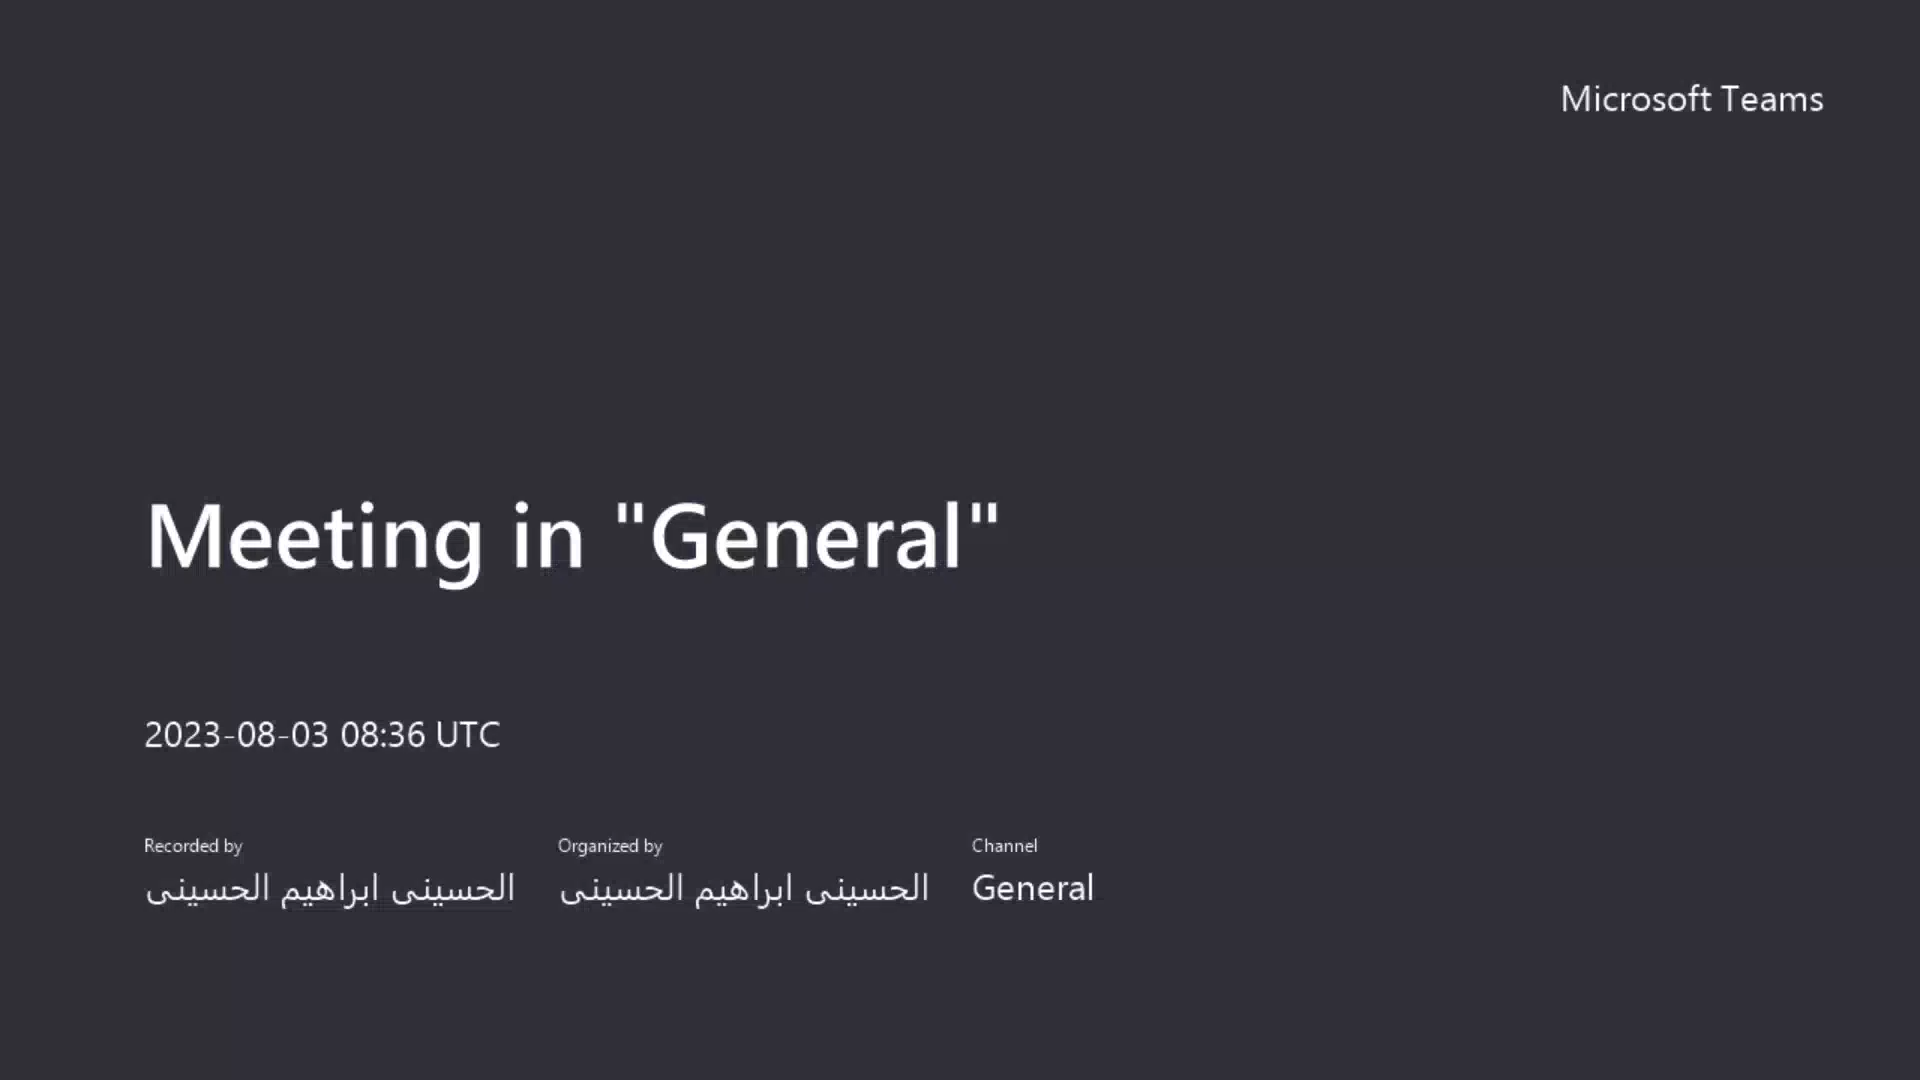 Microsoft Teams
Meeting in "General"
2023-08-03 08:36 UTC
Recorded by
الحسينى ابراهيم الحسينى
Organized by
الحسينى ابراهيم الحسينى
Channel
General